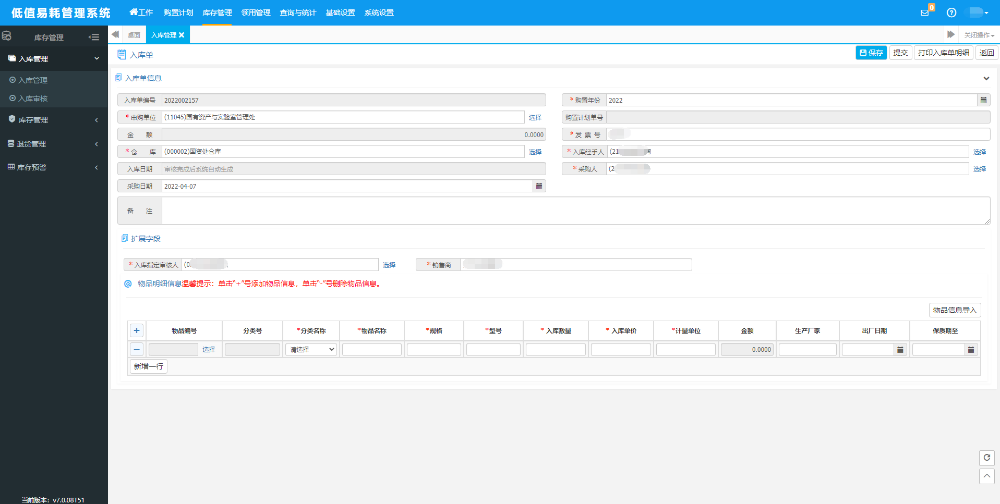 低值易耗管理系统
工作 购置计划 库存管理 领用管理 查询与统计 基础设置 系统设置
0
库存管理
桌面 入库管理
关闭操作
入库管理
入库管理
入库审核
库存管理
退货管理
库存预警
当前版本：v7.0.08T51
入库单
保存 提交 打印入库单明细 返回
入库单信息
入库单编号 2022002157
* 购置年份 2022
* 申购单位 (11045)国有资产与实验室管理处 选择
购置计划单号
金 额 0.0000
* 发 票 号
* 仓 库 (000002)国资处仓库 选择
* 入库经手人 (21 选择
入库日期 审核完成后系统自动生成
* 采购人 (2 选择
采购日期 2022-04-07
备 注
扩展字段
* 入库指定审核人 (0 选择
* 销售商
物品明细信息温馨提示：单击“+”号添加物品信息，单击“-”号删除物品信息。
物品信息导入
物品编号 分类号 *分类名称 *物品名称 *规格 *型号 * 入库数量 * 入库单价 *计量单位 金额 生产厂家 出厂日期 保质期至
选择 请选择 0.0000
新增一行